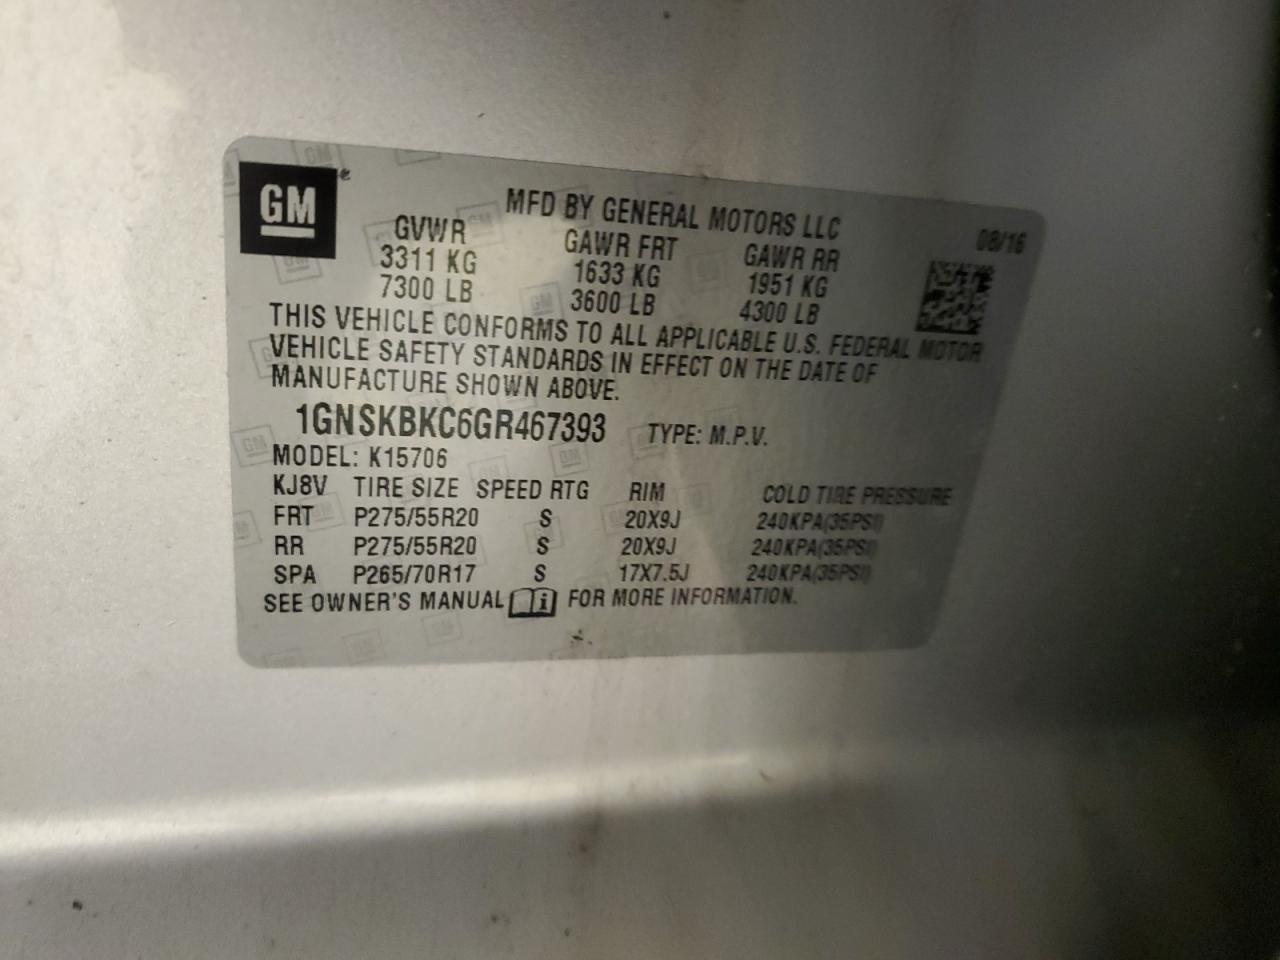 GM
MFD BY GENERAL MOTORS LLC 08/16
GVWR GAWR FRT GAWR RR
3311 KG 1633 KG 1951 KG
7300 LB 3600 LB 4300 LB
THIS VEHICLE CONFORMS TO ALL APPLICABLE U.S. FEDERAL MOTOR
VEHICLE SAFETY STANDARDS IN EFFECT ON THE DATE OF
MANUFACTURE SHOWN ABOVE.
1GNSKBKC6GR467393 TYPE: M.P.V.
MODEL: K15706
KJ8V TIRE SIZE SPEED RTG RIM COLD TIRE PRESSURE
FRT P275/55R20 S 20X9J 240KPA(35PSI)
RR P275/55R20 S 20X9J 240KPA(35PSI)
SPA P265/70R17 S 17X7.5J 240KPA(35PSI)
SEE OWNER'S MANUAL i FOR MORE INFORMATION.